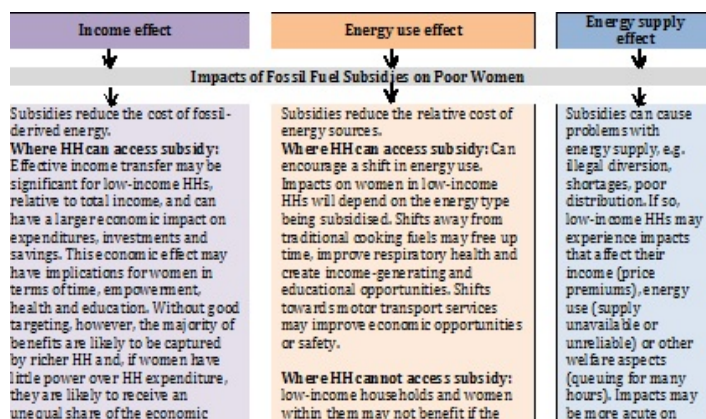 Income effect
Energy use effect
Energy supply
effect
Impacts of Fossil Fuel Subsidies on Poor Women
Subsidies reduce the cost of fossil-
derived energy.
Where HH can access subsidy:
Effective income transfer may be
significant for low-income HHs,
relative to total income, and can
have a larger economic impact on
expenditures, investments and
savings. This economic effect may
have implications for women in
terms of time, empowerment,
health and education. Without good
targeting, however, the majority of
benefits are likely to be captured
by richer HH and, if women have
little power over HH expenditure,
they are likely to receive an
unequal share of the economic
Subsidies reduce the relative cost of
energy sources.
Where HH can access subsidy: Can
encourage a shift in energy use.
Impacts on women in low-income
HHs will depend on the energy type
being subsidised. Shifts away from
traditional cooking fuels may free up
time, improve respiratory health and
create income-generating and
educational opportunities. Shifts
towards motor transport services
may improve economic opportunities
or safety.
Where HH cannot access subsidy:
low-income households and women
within them may not benefit if the
Subsidies can cause
problems with
energy supply, e.g.
illegal diversion,
shortages, poor
distribution. If so,
low-income HHs may
experience impacts
that affect their
income (price
premiums), energy
use (supply
unavailable or
unreliable) or other
welfare aspects
(queuing for many
hours). Impacts may
be more acute on